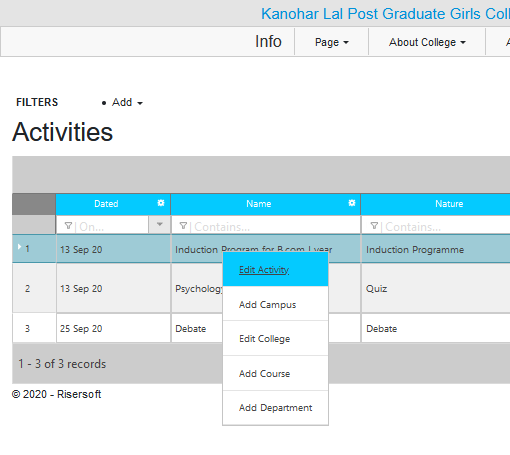 Kanohar Lal Post Graduate Girls Coll
Info Page About College A
FILTERS • Add
Activities
Dated Name Nature
On... Contains... Contains...
1 13 Sep 20 Induction Program for B.com I year Induction Programme
Edit Activity
2 13 Sep 20 Psychology Quiz
Add Campus
3 25 Sep 20 Debate Debate
Edit College
1 - 3 of 3 records
Add Course
© 2020 - Risersoft
Add Department